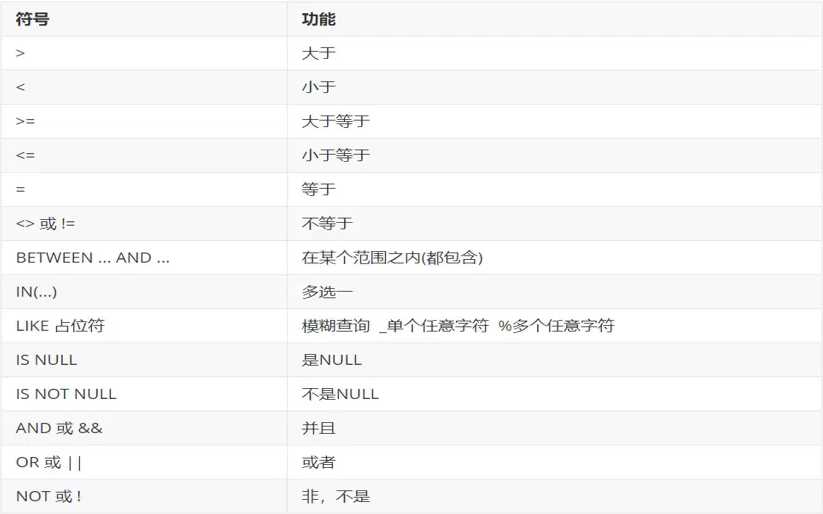 符号 功能
> 大于
< 小于
>= 大于等于
<= 小于等于
= 等于
<> 或 != 不等于
BETWEEN ... AND ... 在某个范围之内(都包含)
IN(...) 多选一
LIKE 占位符 模糊查询 _单个任意字符 %多个任意字符
IS NULL 是NULL
IS NOT NULL 不是NULL
AND 或 && 并且
OR 或 || 或者
NOT 或 ! 非，不是